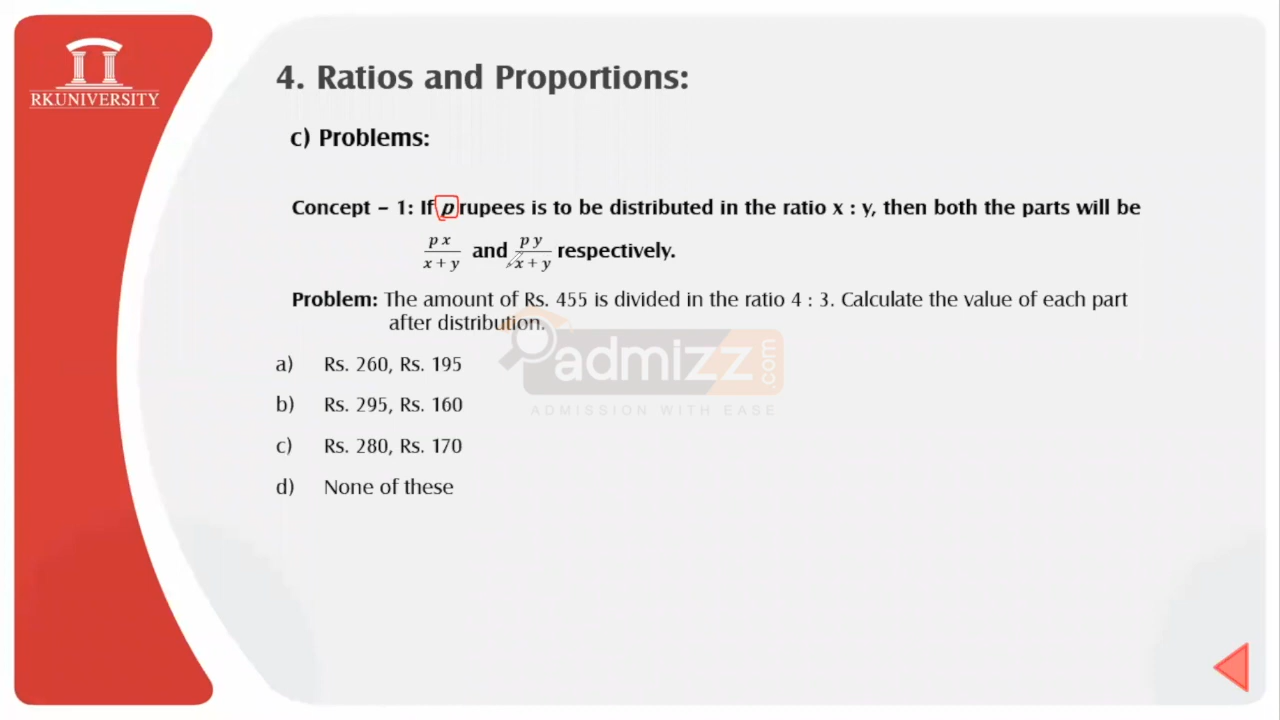 RKUNIVERSITY
4. Ratios and Proportions:
c) Problems:
Concept – 1: If p rupees is to be distributed in the ratio x : y, then both the parts will be
p x / x + y and p y / x + y respectively.
Problem: The amount of Rs. 455 is divided in the ratio 4 : 3. Calculate the value of each part
after distribution.
admizz.com
ADMISSION WITH EASE
a) Rs. 260, Rs. 195
b) Rs. 295, Rs. 160
c) Rs. 280, Rs. 170
d) None of these